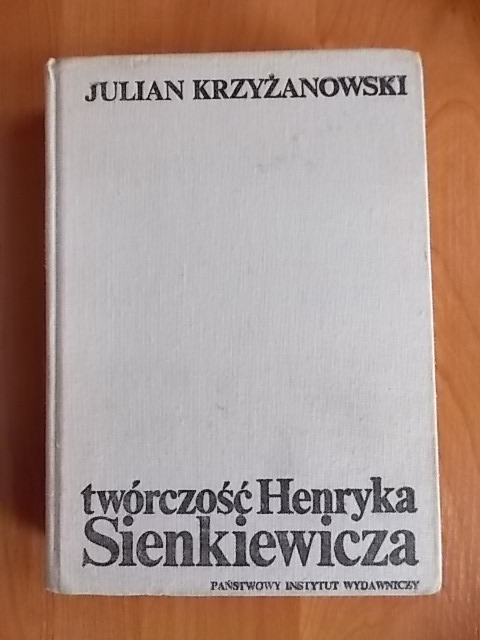 JULIAN KRZYŻANOWSKI
twórczość Henryka
Sienkiewicza
PAŃSTWOWY INSTYTUT WYDAWNICZY